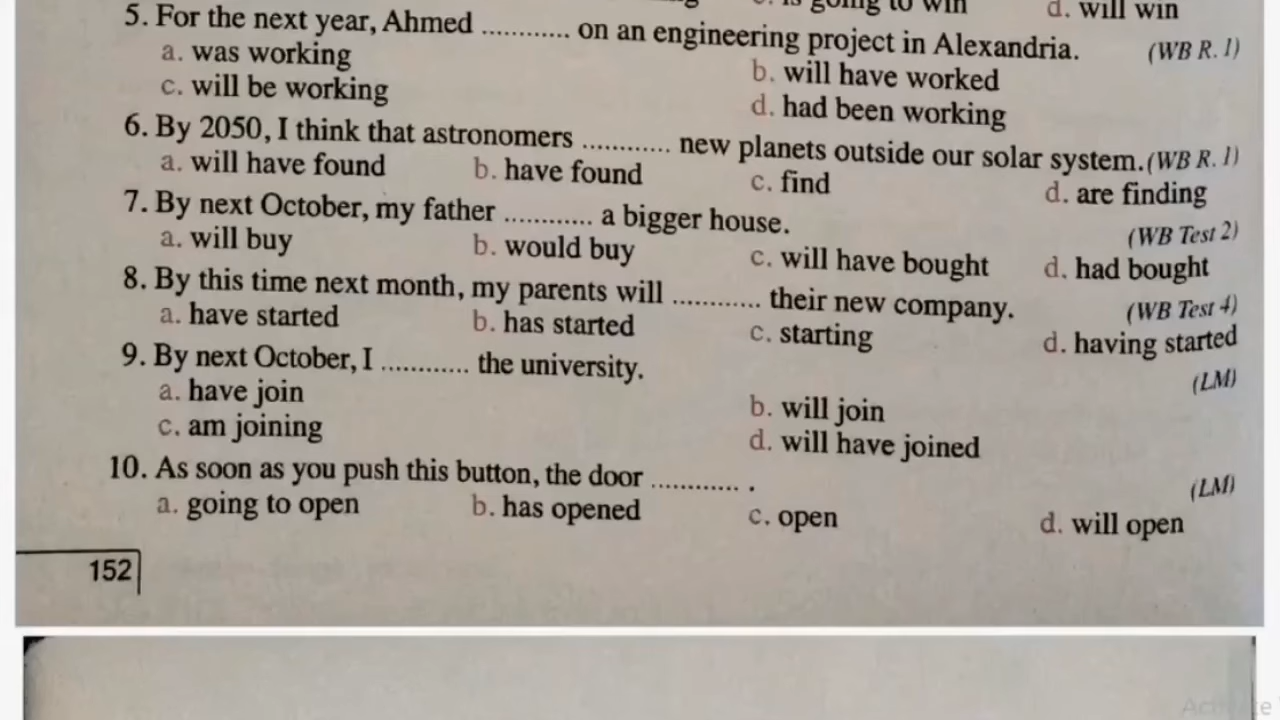 c. is going to win d. will win
5. For the next year, Ahmed ............ on an engineering project in Alexandria. (WB R. 1)
a. was working b. will have worked
c. will be working d. had been working
6. By 2050, I think that astronomers ............ new planets outside our solar system. (WB R. 1)
a. will have found b. have found c. find d. are finding
7. By next October, my father ............ a bigger house. (WB Test 2)
a. will buy b. would buy c. will have bought d. had bought
8. By this time next month, my parents will ............ their new company. (WB Test 4)
a. have started b. has started c. starting d. having started
9. By next October, I ............ the university. (LM)
a. have join b. will join
c. am joining d. will have joined
10. As soon as you push this button, the door ............ . (LM)
a. going to open b. has opened c. open d. will open
152